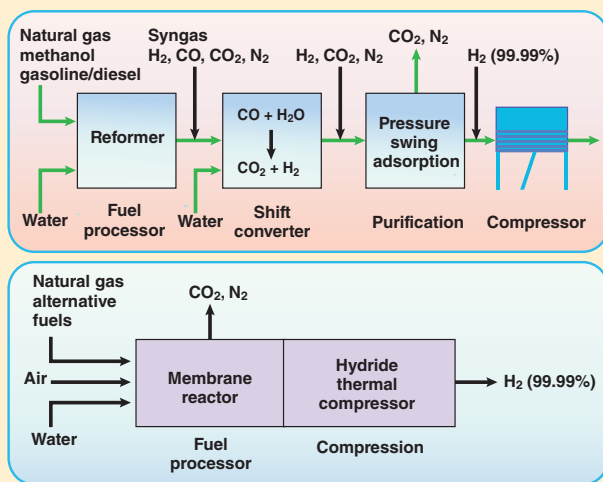 Natural gas
methanol
gasoline/diesel
Syngas
H2, CO, CO2, N2
H2, CO2, N2
CO2, N2
H2 (99.99%)
Reformer
CO + H2O
CO2 + H2
Pressure
swing
adsorption
Water
Fuel
processor
Water
Shift
converter
Purification
Compressor
Natural gas
alternative
fuels
CO2, N2
Air
Membrane
reactor
Hydride
thermal
compressor
H2 (99.99%)
Water
Fuel
processor
Compression